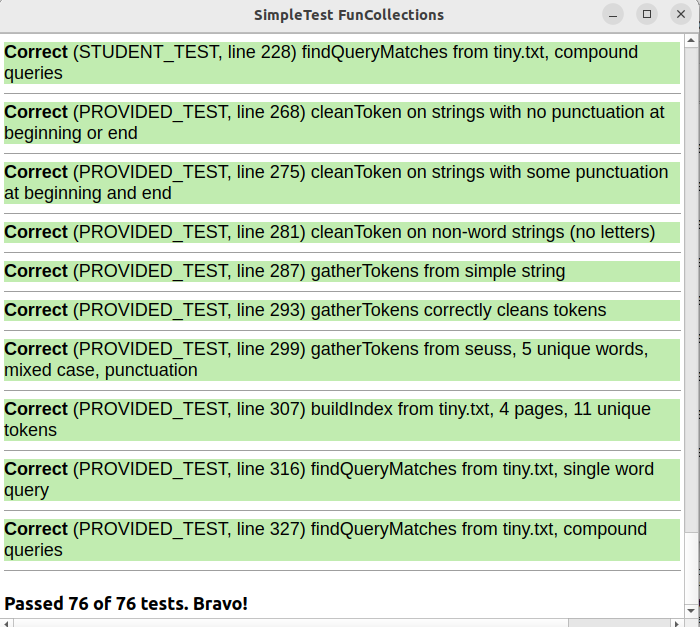 SimpleTest FunCollections
Correct (STUDENT_TEST, line 228) findQueryMatches from tiny.txt, compound
queries
Correct (PROVIDED_TEST, line 268) cleanToken on strings with no punctuation at
beginning or end
Correct (PROVIDED_TEST, line 275) cleanToken on strings with some punctuation
at beginning and end
Correct (PROVIDED_TEST, line 281) cleanToken on non-word strings (no letters)
Correct (PROVIDED_TEST, line 287) gatherTokens from simple string
Correct (PROVIDED_TEST, line 293) gatherTokens correctly cleans tokens
Correct (PROVIDED_TEST, line 299) gatherTokens from seuss, 5 unique words,
mixed case, punctuation
Correct (PROVIDED_TEST, line 307) buildIndex from tiny.txt, 4 pages, 11 unique
tokens
Correct (PROVIDED_TEST, line 316) findQueryMatches from tiny.txt, single word
query
Correct (PROVIDED_TEST, line 327) findQueryMatches from tiny.txt, compound
queries
Passed 76 of 76 tests. Bravo!